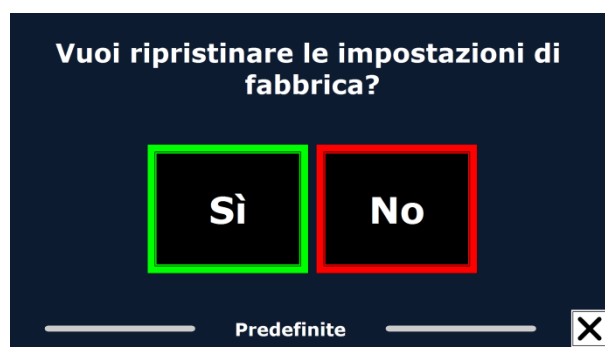 Vuoi ripristinare le impostazioni di
fabbrica?
Sì
No
Predefinite